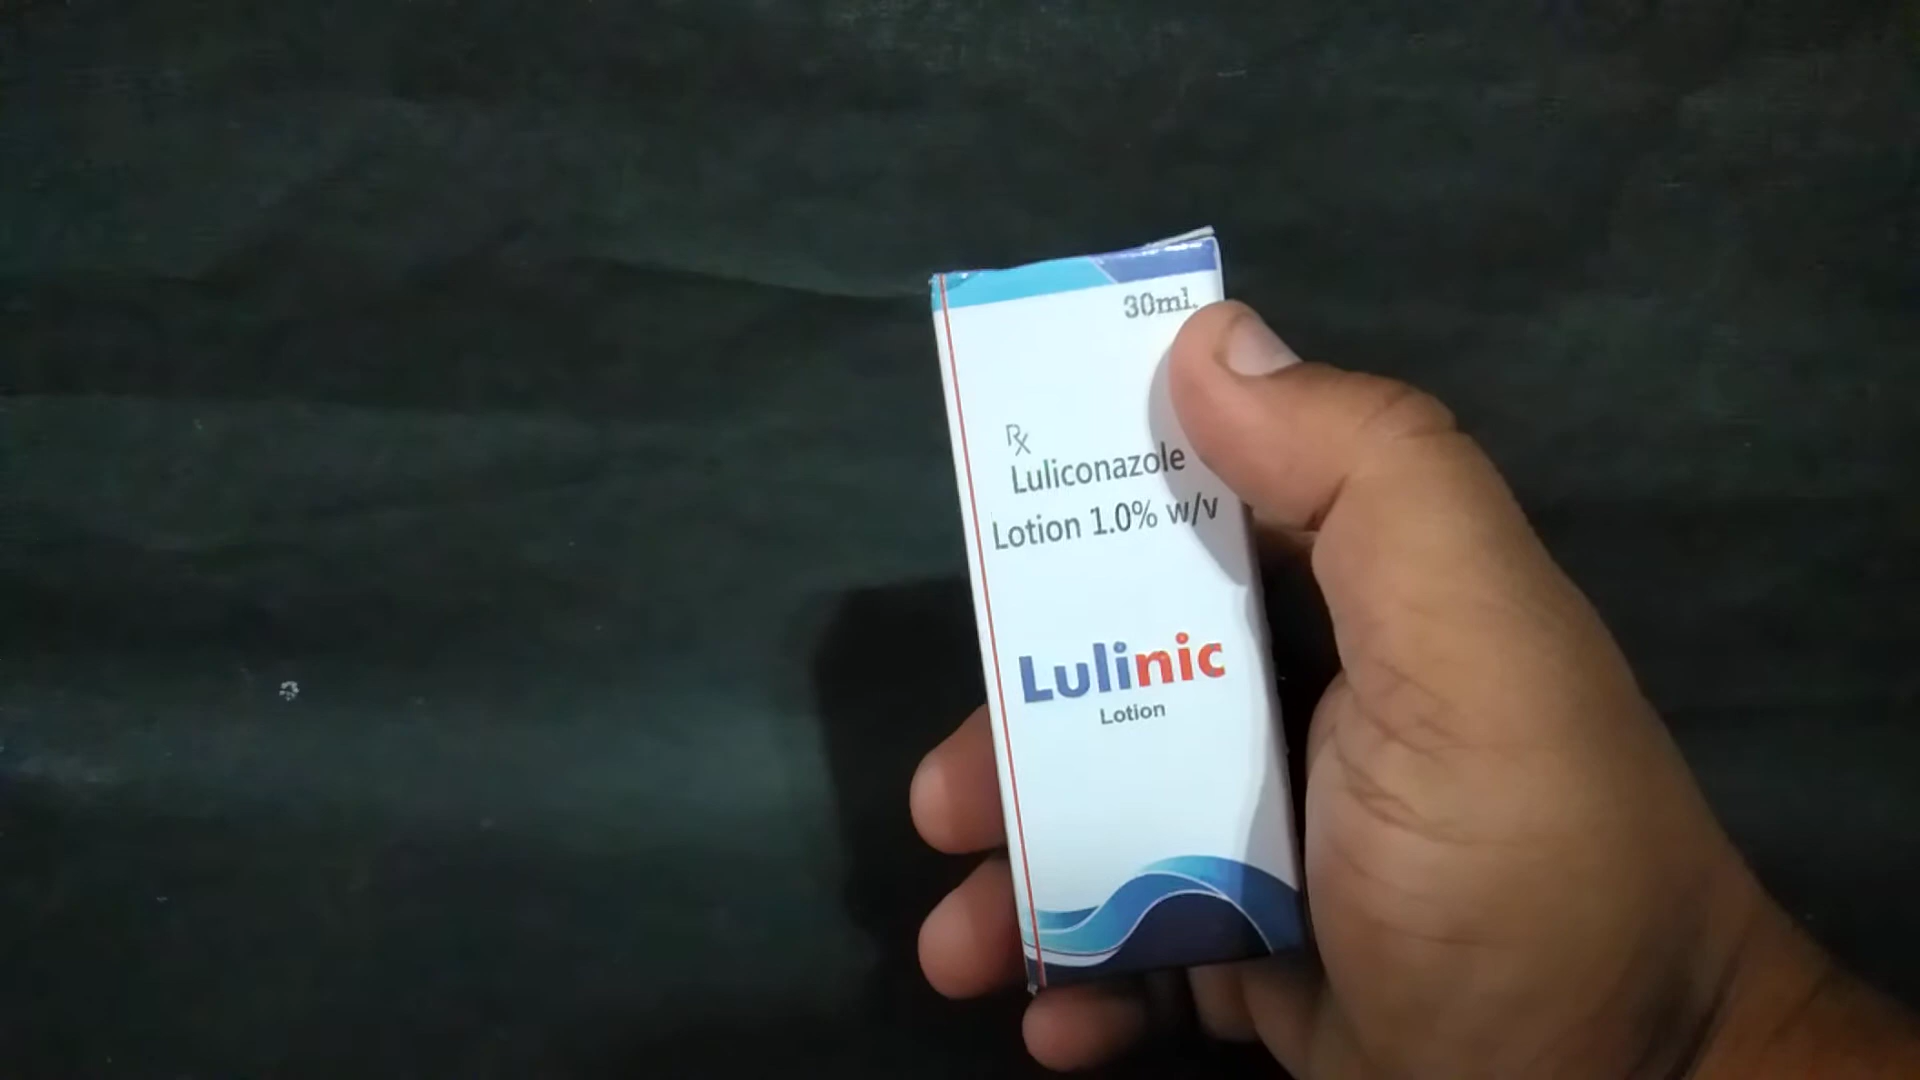 30ml.
Rx
Luliconazole
Lotion 1.0% w/v
Lulinic
Lotion